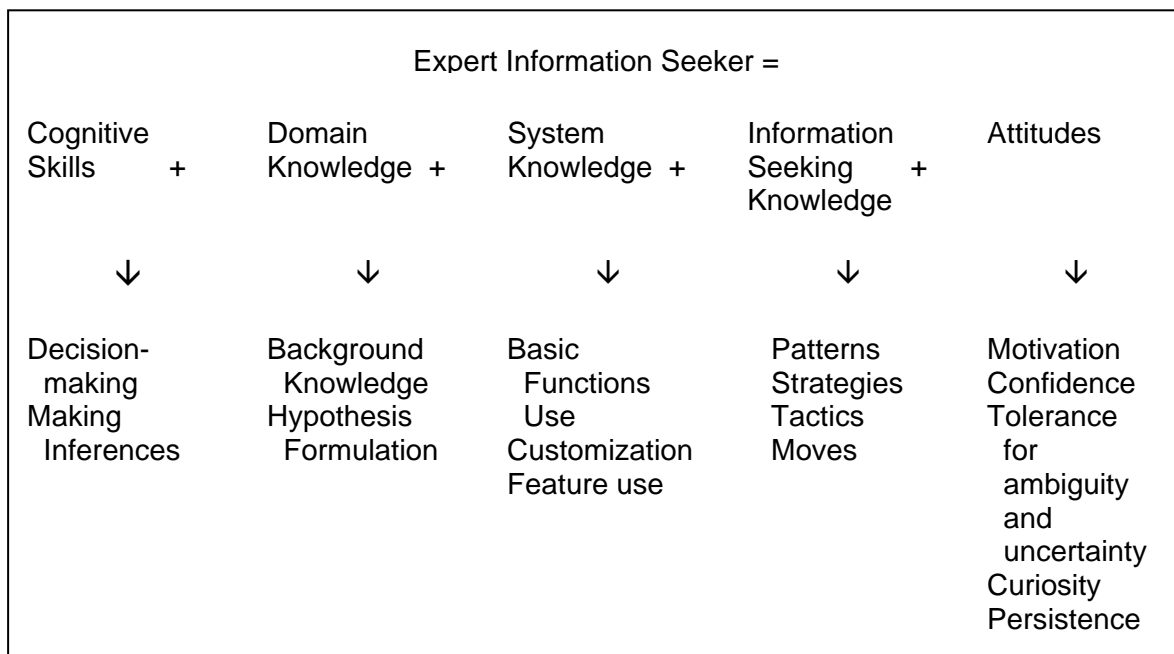 Expert Information Seeker =
Cognitive Domain System Information Attitudes
Skills + Knowledge + Knowledge + Seeking +
Knowledge
↓ ↓ ↓ ↓ ↓
Decision- Background Basic Patterns Motivation
making Knowledge Functions Strategies Confidence
Making Hypothesis Use Tactics Tolerance
Inferences Formulation Customization Moves for
Feature use ambiguity
and
uncertainty
Curiosity
Persistence